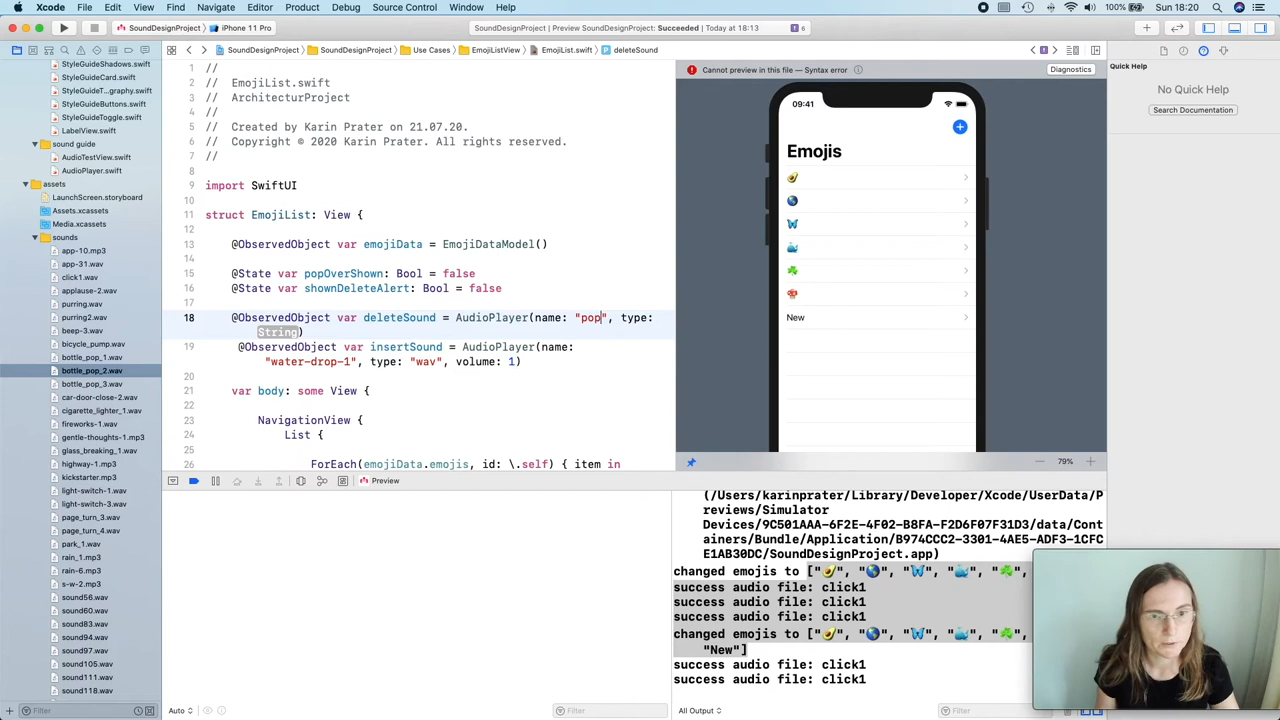 Xcode File Edit View Find Navigate Editor Product Debug Source Control Window Help 100% Sun 18:20
SoundDesignProject iPhone 11 Pro SoundDesignProject | Preview SoundDesignProject: Succeeded | Today at 18:13 6
SoundDesignProject SoundDesignProject Use Cases EmojiListView EmojiList.swift deleteSound
StyleGuideShadows.swift
StyleGuideCard.swift
StyleGuideT...graphy.swift
StyleGuideButtons.swift
StyleGuideToggle.swift
LabelView.swift
sound guide
AudioTestView.swift
AudioPlayer.swift
assets
LaunchScreen.storyboard
Assets.xcassets
Media.xcassets
sounds
app-10.mp3
app-31.wav
click1.wav
applause-2.wav
purring.wav
purring2.wav
beep-3.wav
bicycle_pump.wav
bottle_pop_1.wav
bottle_pop_2.wav
bottle_pop_3.wav
car-door-close-2.wav
cigarette_lighter_1.wav
fireworks-1.wav
gentle-thoughts-1.mp3
glass_breaking_1.wav
highway-1.mp3
kickstarter.mp3
light-switch-1.wav
light-switch-3.wav
page_turn_3.wav
page_turn_4.wav
park_1.wav
rain_1.mp3
rain-6.mp3
s-w-2.mp3
sound56.wav
sound60.wav
sound83.wav
sound94.wav
sound97.wav
sound105.wav
sound111.wav
sound118.wav
Filter
1 //
2 // EmojiList.swift
3 // ArchitecturProject
4 //
5 // Created by Karin Prater on 21.07.20.
6 // Copyright © 2020 Karin Prater. All rights reserved.
7 //
8
9 import SwiftUI
10
11 struct EmojiList: View {
12
13 @ObservedObject var emojiData = EmojiDataModel()
14
15 @State var popOverShown: Bool = false
16 @State var shownDeleteAlert: Bool = false
17
18 @ObservedObject var deleteSound = AudioPlayer(name: "pop", type:
String)
19 @ObservedObject var insertSound = AudioPlayer(name:
"water-drop-1", type: "wav", volume: 1)
20
21 var body: some View {
22
23 NavigationView {
24 List {
25
26 ForEach(emojiData.emojis, id: \.self) { item in
Cannot preview in this file — Syntax error Diagnostics
09:41
Emojis
New
79%
Quick Help
No Quick Help
Search Documentation
Preview
(/Users/karinprater/Library/Developer/Xcode/UserData/P
reviews/Simulator
Devices/9C501AAA-6F2E-4F02-B8FA-F2D6F07F31D3/data/Cont
ainers/Bundle/Application/B974CCC2-3301-4AE5-ADF3-1CFC
E1AB30DC/SoundDesignProject.app)
changed emojis to ["🥑", "🌎", "🦋", "🐳", "☘️",
success audio file: click1
success audio file: click1
success audio file: click1
changed emojis to ["🥑", "🌎", "🦋", "🐳", "☘️",
"New"]
success audio file: click1
success audio file: click1
Auto Filter All Output Filter